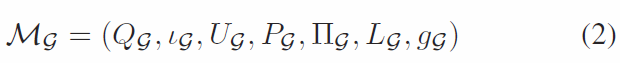 ℳ_𝒢 = (Q_𝒢, ι_𝒢, U_𝒢, P_𝒢, Π_𝒢, L_𝒢, g_𝒢) (2)